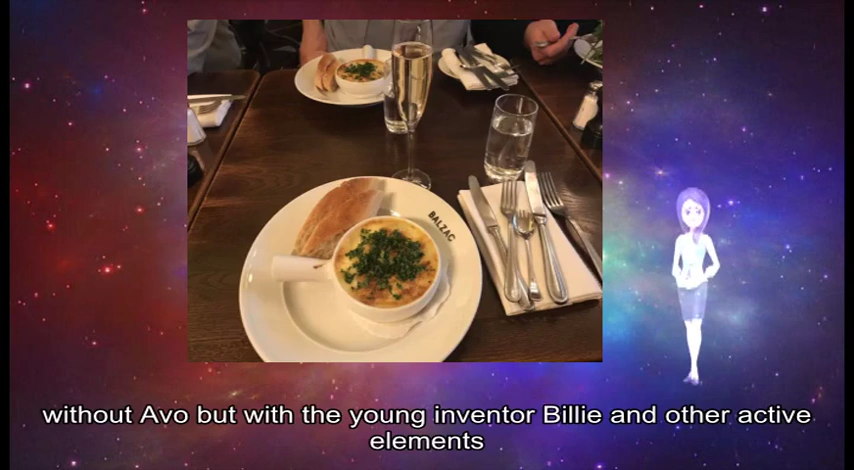 BALZAC
without Avo but with the young inventor Billie and other active
elements